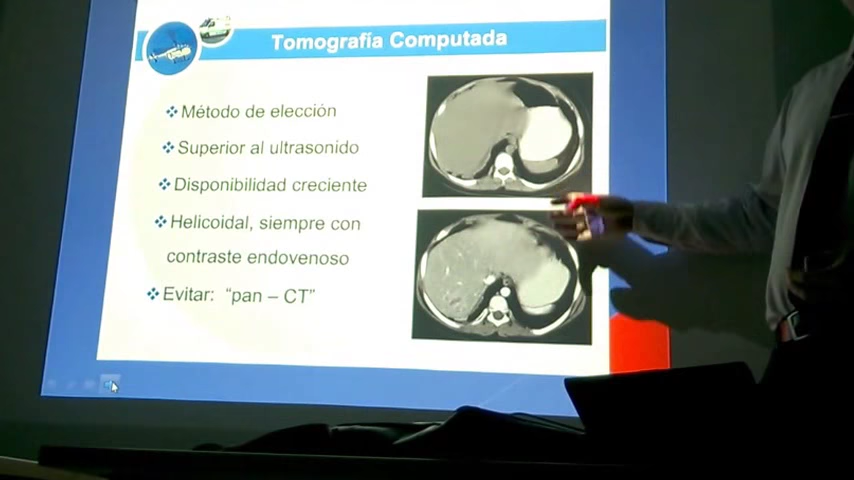 Tomografía Computada
Método de elección
Superior al ultrasonido
Disponibilidad creciente
Helicoidal, siempre con
contraste endovenoso
Evitar: "pan – CT"